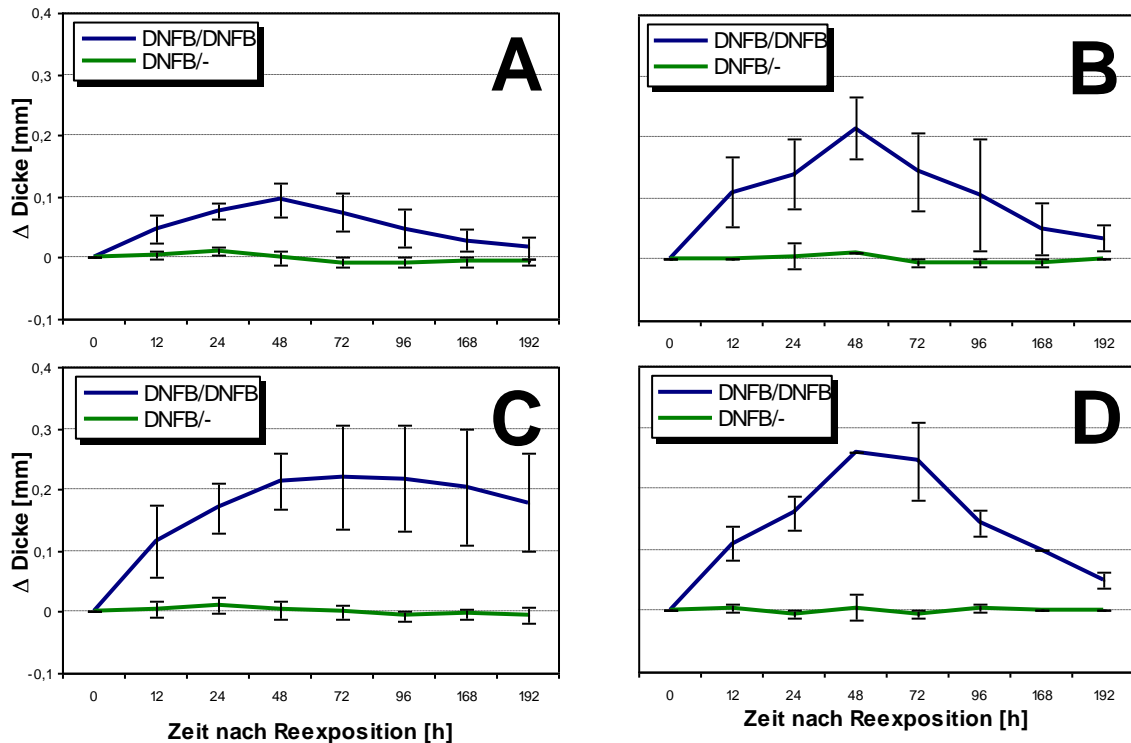 0,4
0,3
0,2
0,1
0
-0,1
Δ Dicke [mm]
DNFB/DNFB
DNFB/-
A
0 12 24 48 72 96 168 192
DNFB/DNFB
DNFB/-
B
0 12 24 48 72 96 168 192
0,4
0,3
0,2
0,1
0
-0,1
Δ Dicke [mm]
DNFB/DNFB
DNFB/-
C
0 12 24 48 72 96 168 192
Zeit nach Reexposition [h]
DNFB/DNFB
DNFB/-
D
0 12 24 48 72 96 168 192
Zeit nach Reexposition [h]